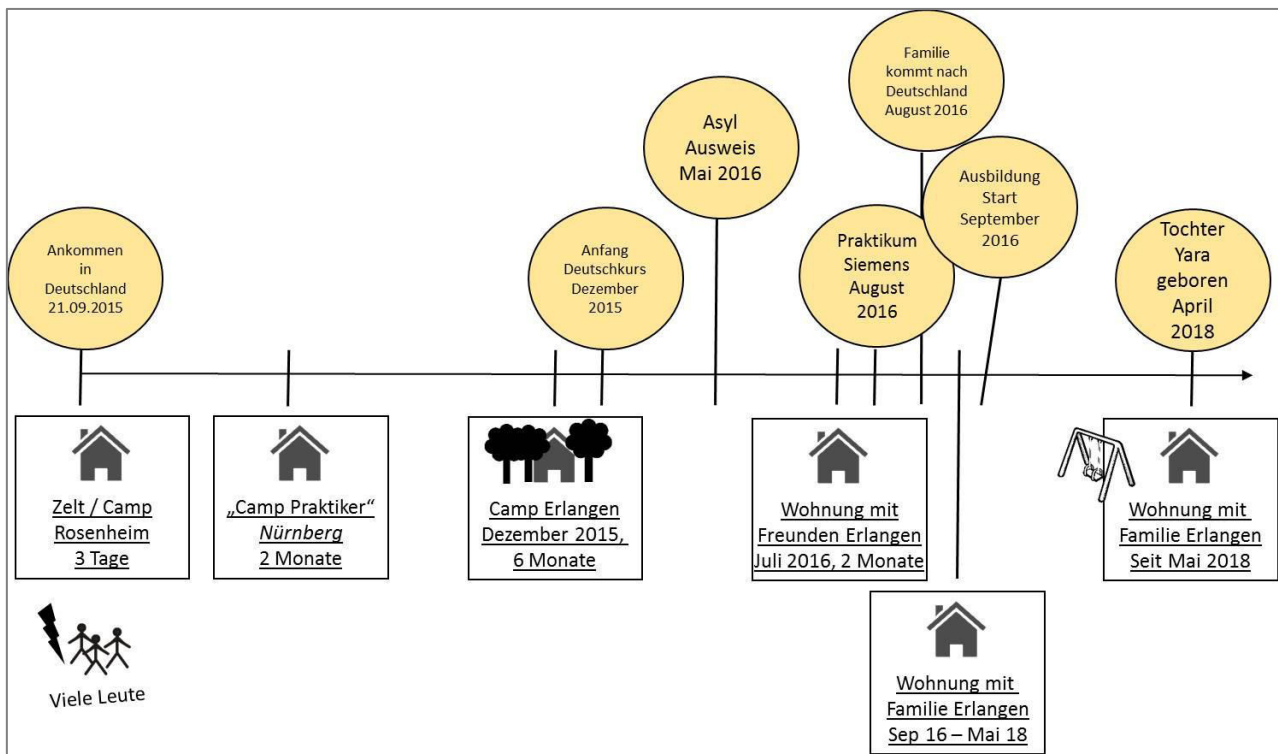 Ankommen
in
Deutschland
21.09.2015
Anfang
Deutschkurs
Dezember
2015
Asyl
Ausweis
Mai 2016
Praktikum
Siemens
August
2016
Familie
kommt nach
Deutschland
August 2016
Ausbildung
Start
September
2016
Tochter
Yara
geboren
April
2018
Zelt / Camp
Rosenheim
3 Tage
„Camp Praktiker“
Nürnberg
2 Monate
Camp Erlangen
Dezember 2015,
6 Monate
Wohnung mit
Freunden Erlangen
Juli 2016, 2 Monate
Wohnung mit
Familie Erlangen
Seit Mai 2018
Viele Leute
Wohnung mit
Familie Erlangen
Sep 16 – Mai 18